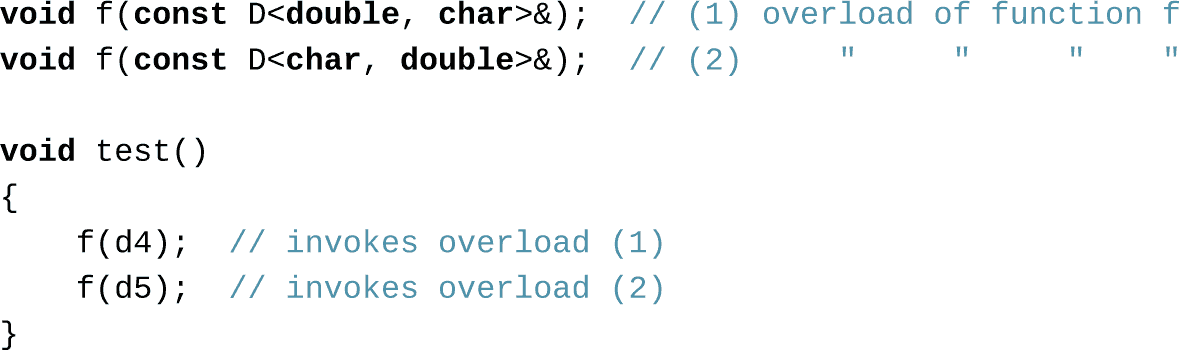 void f(const D<double, char>&);  // (1) overload of function f
void f(const D<char, double>&);  // (2)     "     "     "    "
void test()
{
    f(d4);  // invokes overload (1)
    f(d5);  // invokes overload (2)
}